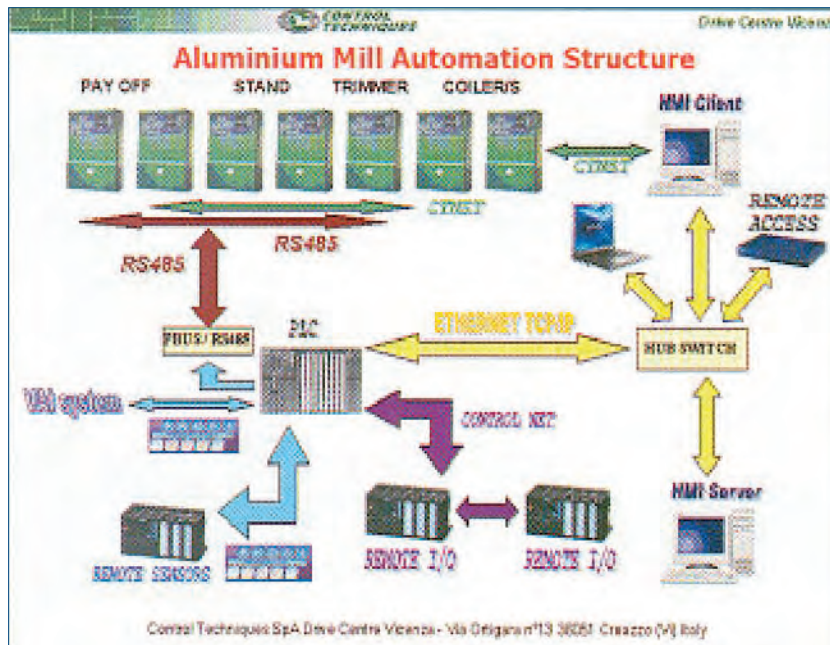 CONTROL TECHNIQUES
Drive Centre Vicenza
Aluminium Mill Automation Structure
PAY OFF STAND TRIMMER COILER/S
HMI Client
CTNET
REMOTE ACCESS
CTNET
RS485
RS485
PLC
ETHERNET TCP/IP
/ RS485
HUB SWITCH
system
CONTROL NET
HMI Server
REMOTE SENSORS
REMOTE I/O
REMOTE I/O
Control Techniques SpA Drive Centre Vicenza - Via Ortigara n°13 36051 Creazzo (VI) Italy